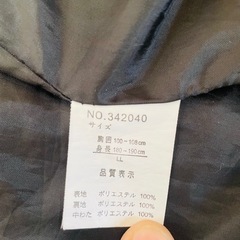 NO.342040
サイズ
胸囲 100－108cm
身長 180－190cm
LL
品質表示
表地 ポリエステル 100%
裏地 ポリエステル 100%
中わた ポリエステル 100%